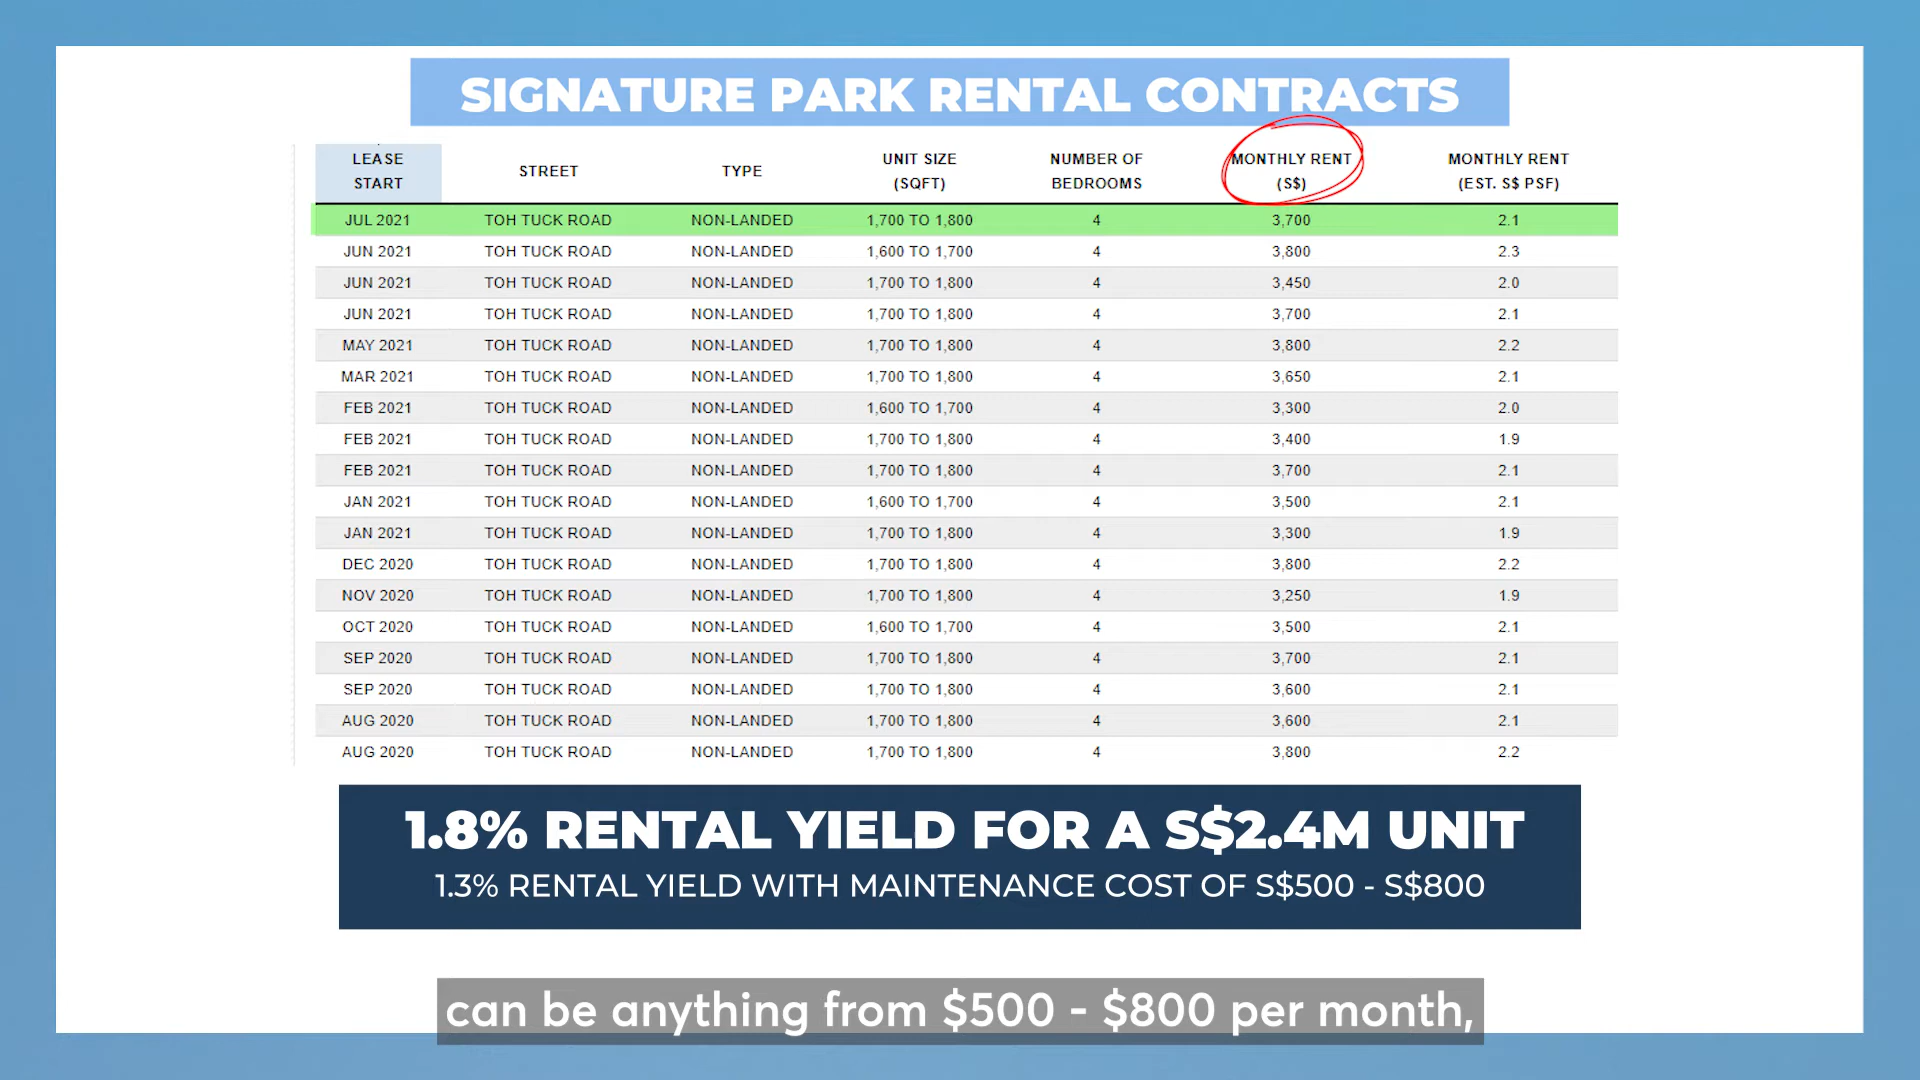 SIGNATURE PARK RENTAL CONTRACTS
LEASE START STREET TYPE UNIT SIZE (SQFT) NUMBER OF BEDROOMS MONTHLY RENT (S$) MONTHLY RENT (EST. S$ PSF)
JUL 2021 TOH TUCK ROAD NON-LANDED 1,700 TO 1,800 4 3,700 2.1
JUN 2021 TOH TUCK ROAD NON-LANDED 1,600 TO 1,700 4 3,800 2.3
JUN 2021 TOH TUCK ROAD NON-LANDED 1,700 TO 1,800 4 3,450 2.0
JUN 2021 TOH TUCK ROAD NON-LANDED 1,700 TO 1,800 4 3,700 2.1
MAY 2021 TOH TUCK ROAD NON-LANDED 1,700 TO 1,800 4 3,800 2.2
MAR 2021 TOH TUCK ROAD NON-LANDED 1,700 TO 1,800 4 3,650 2.1
FEB 2021 TOH TUCK ROAD NON-LANDED 1,600 TO 1,700 4 3,300 2.0
FEB 2021 TOH TUCK ROAD NON-LANDED 1,700 TO 1,800 4 3,400 1.9
FEB 2021 TOH TUCK ROAD NON-LANDED 1,700 TO 1,800 4 3,700 2.1
JAN 2021 TOH TUCK ROAD NON-LANDED 1,600 TO 1,700 4 3,500 2.1
JAN 2021 TOH TUCK ROAD NON-LANDED 1,700 TO 1,800 4 3,300 1.9
DEC 2020 TOH TUCK ROAD NON-LANDED 1,700 TO 1,800 4 3,800 2.2
NOV 2020 TOH TUCK ROAD NON-LANDED 1,700 TO 1,800 4 3,250 1.9
OCT 2020 TOH TUCK ROAD NON-LANDED 1,600 TO 1,700 4 3,500 2.1
SEP 2020 TOH TUCK ROAD NON-LANDED 1,700 TO 1,800 4 3,700 2.1
SEP 2020 TOH TUCK ROAD NON-LANDED 1,700 TO 1,800 4 3,600 2.1
AUG 2020 TOH TUCK ROAD NON-LANDED 1,700 TO 1,800 4 3,600 2.1
AUG 2020 TOH TUCK ROAD NON-LANDED 1,700 TO 1,800 4 3,800 2.2
1.8% RENTAL YIELD FOR A S$2.4M UNIT
1.3% RENTAL YIELD WITH MAINTENANCE COST OF S$500 - S$800
can be anything from $500 - $800 per month,